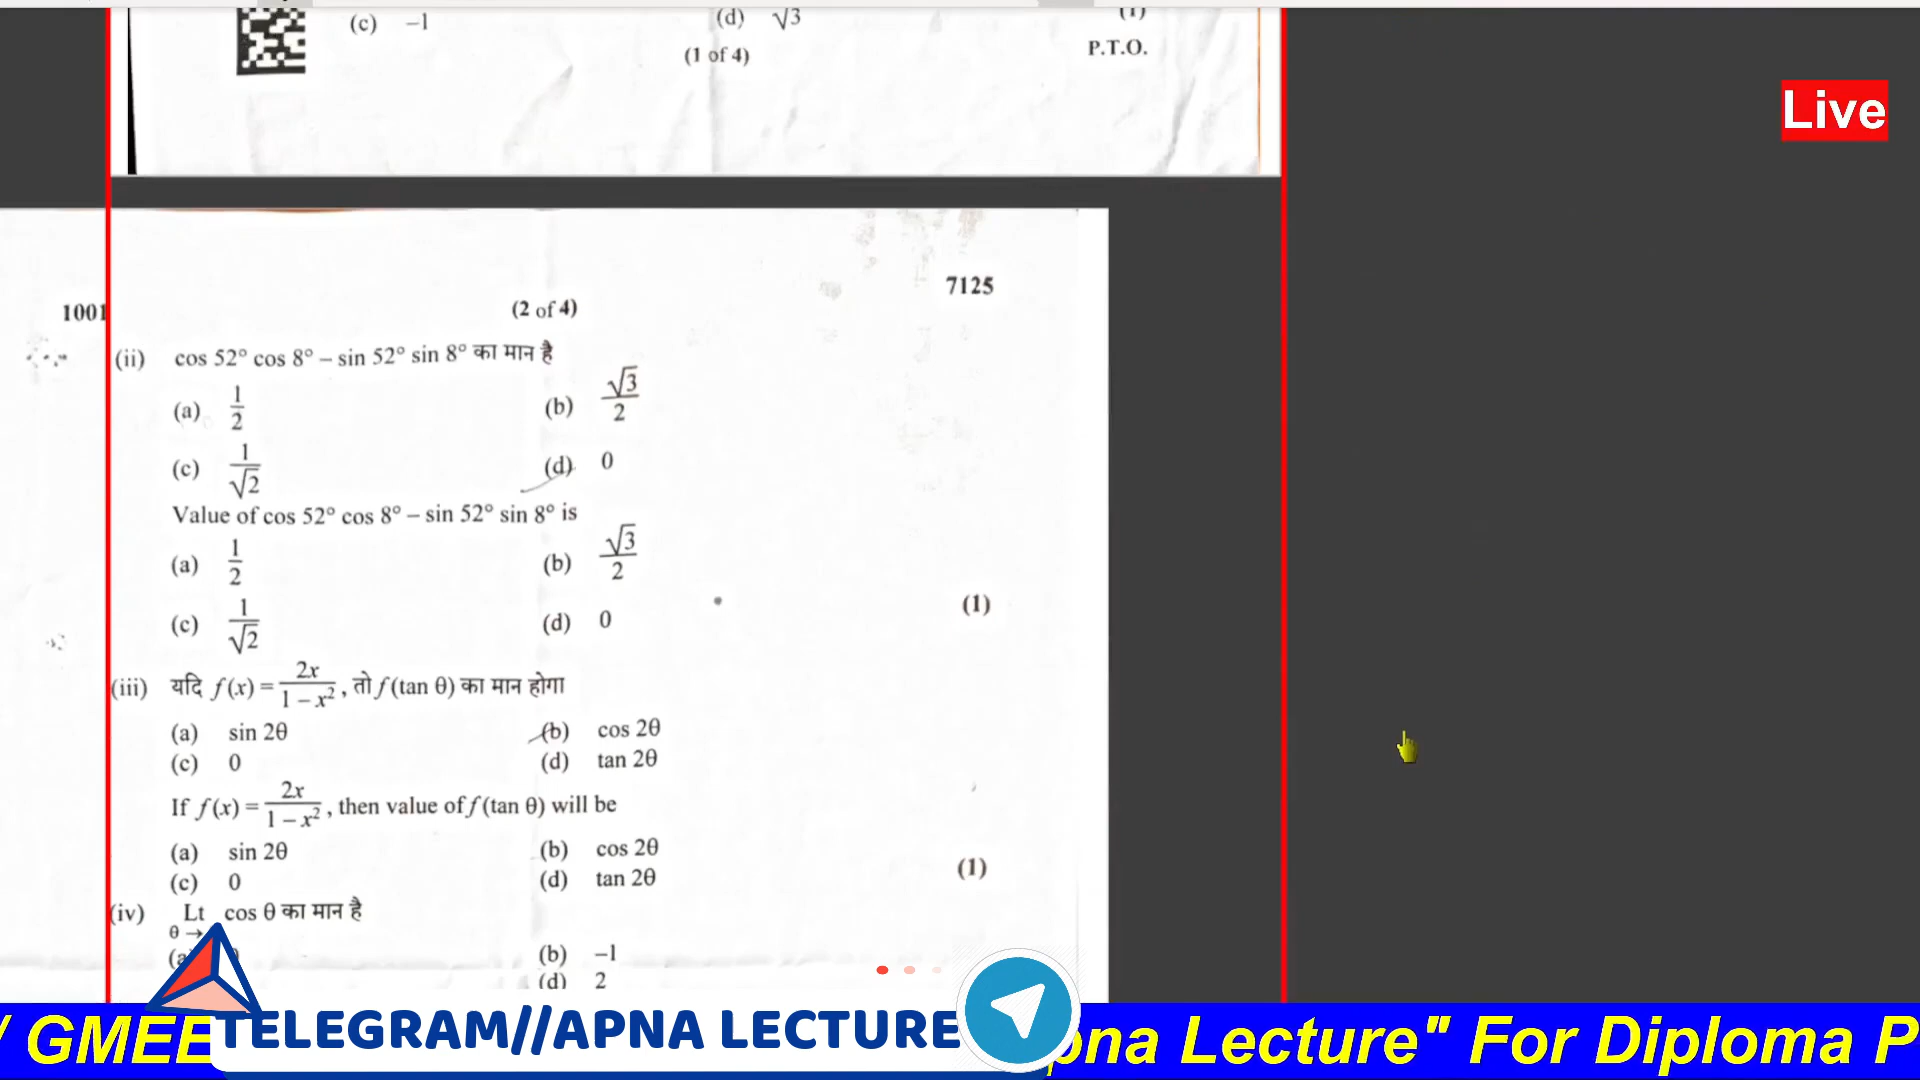 (c) −1 (d) √3 (1)
(1 of 4) P.T.O.
Live
1001 (2 of 4) 7125
(ii) cos 52° cos 8° – sin 52° sin 8° का मान है
(a) 1/2 (b) √3/2
(c) 1/√2 (d) 0
Value of cos 52° cos 8° – sin 52° sin 8° is
(a) 1/2 (b) √3/2
(c) 1/√2 (d) 0 (1)
(iii) यदि f(x) = 2x/(1 – x²), तो f(tan θ) का मान होगा
(a) sin 2θ (b) cos 2θ
(c) 0 (d) tan 2θ
If f(x) = 2x/(1 – x²), then value of f(tan θ) will be
(a) sin 2θ (b) cos 2θ
(c) 0 (d) tan 2θ (1)
(iv) Lt cos θ का मान है
θ →
(b) −1
(d) 2
TELEGRAM//APNA LECTURE
/ GMEE pna Lecture" For Diploma P